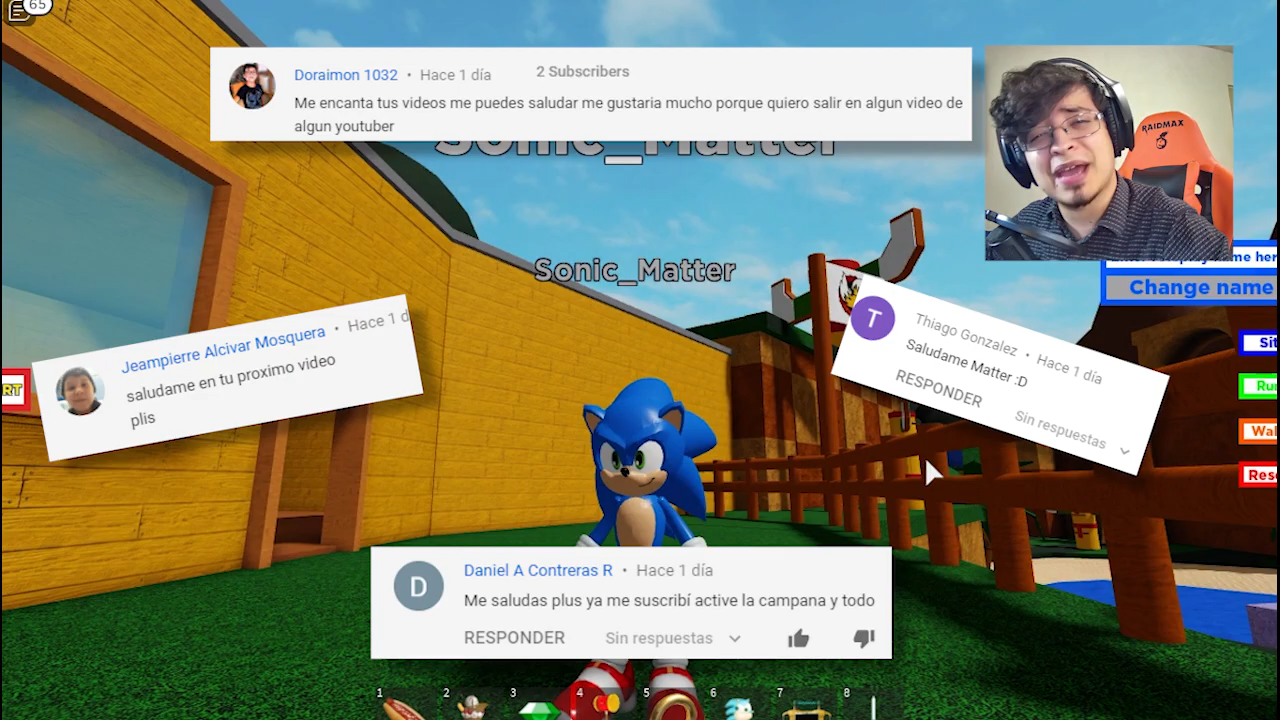 65
Doraimon 1032 • Hace 1 día 2 Subscribers
Me encanta tus videos me puedes saludar me gustaria mucho porque quiero salir en algun video de
algun youtuber
RAIDMAX
Sonic_Matter
Sonic_Matter
Change name
Jeampierre Alcivar Mosquera • Hace 1 d
saludame en tu proximo video
plis
T
Thiago Gonzalez • Hace 1 día
Saludame Matter :D
RESPONDER
Sin respuestas
D
Daniel A Contreras R • Hace 1 día
Me saludas plus ya me suscribí active la campana y todo
RESPONDER Sin respuestas
1 2 3 4 5 6 7 8